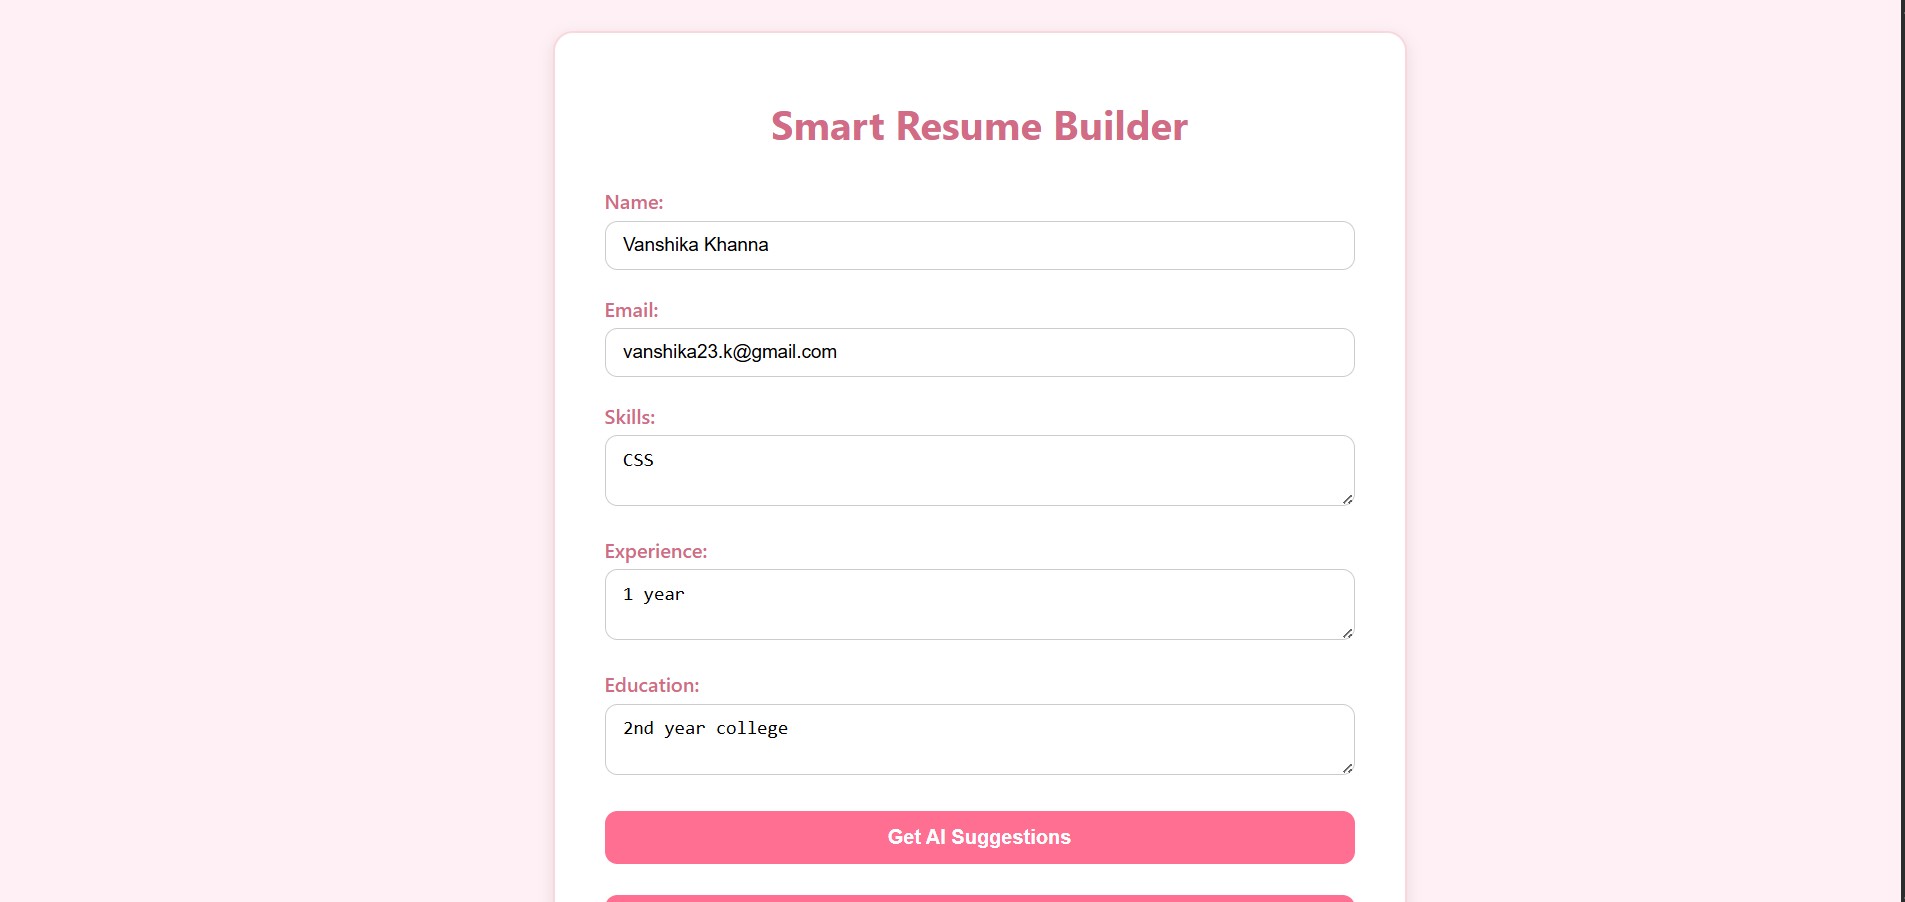 Smart Resume Builder
Name:
Vanshika Khanna
Email:
vanshika23.k@gmail.com
Skills:
CSS
Experience:
1 year
Education:
2nd year college
Get AI Suggestions